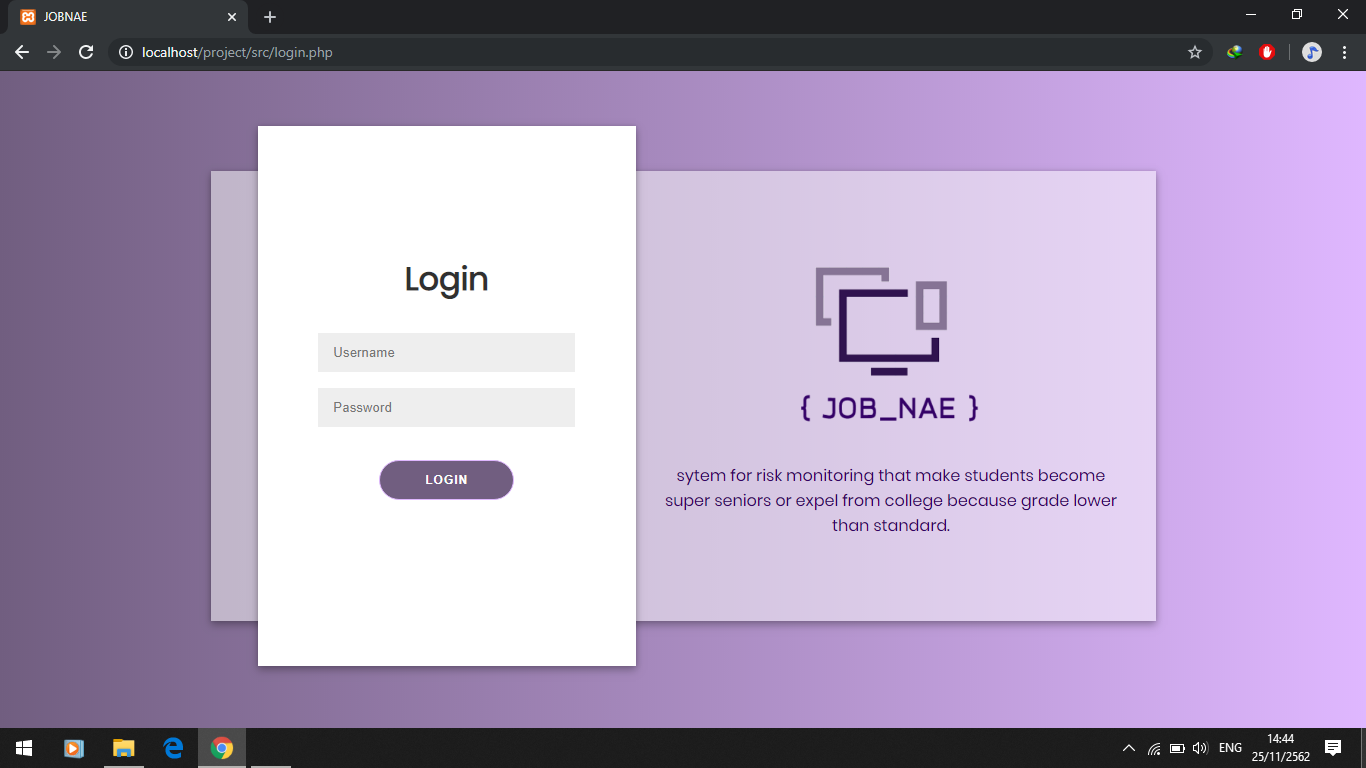 JOBNAE
localhost/project/src/login.php
Login
Username
Password
LOGIN
{ JOB_NAE }
sytem for risk monitoring that make students become
super seniors or expel from college because grade lower
than standard.
ENG
14:44
25/11/2562